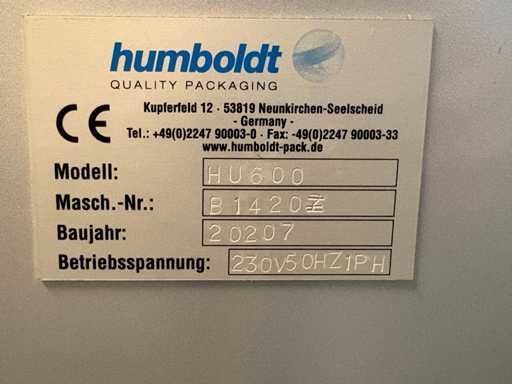 humboldt
QUALITY PACKAGING
Kupferfeld 12 · 53819 Neunkirchen-Seelscheid
- Germany -
Tel.: +49(0)2247 90003-0 · Fax: -49(0)2247 90003-33
www.humboldt-pack.de
CE
Modell: HU600
Masch.-Nr.:
Baujahr: 20207
Betriebsspannung: 230V50HZ1PH